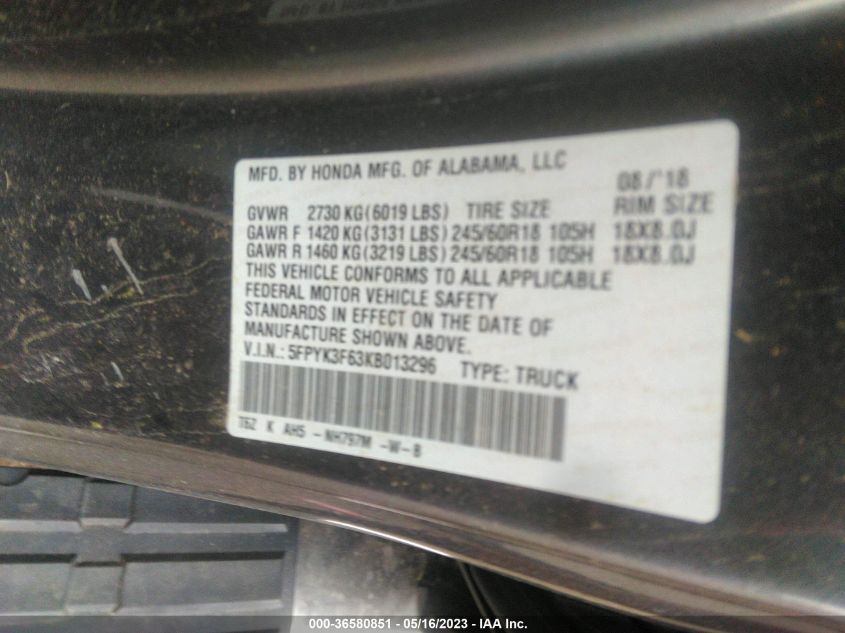 MFD. BY HONDA MFG. OF ALABAMA, LLC 08/'18
GVWR 2730 KG (6019 LBS) TIRE SIZE RIM SIZE
GAWR F 1420 KG (3131 LBS) 245/60R18 105H 18X8.0J
GAWR R 1460 KG (3219 LBS) 245/60R18 105H 18X8.0J
THIS VEHICLE CONFORMS TO ALL APPLICABLE
FEDERAL MOTOR VEHICLE SAFETY
STANDARDS IN EFFECT ON THE DATE OF
MANUFACTURE SHOWN ABOVE.
V.I.N.: 5FPYK3F63KB013296 TYPE: TRUCK
T6Z K AH5 -NH797M -W-B
000-36580851 - 05/16/2023 - IAA Inc.